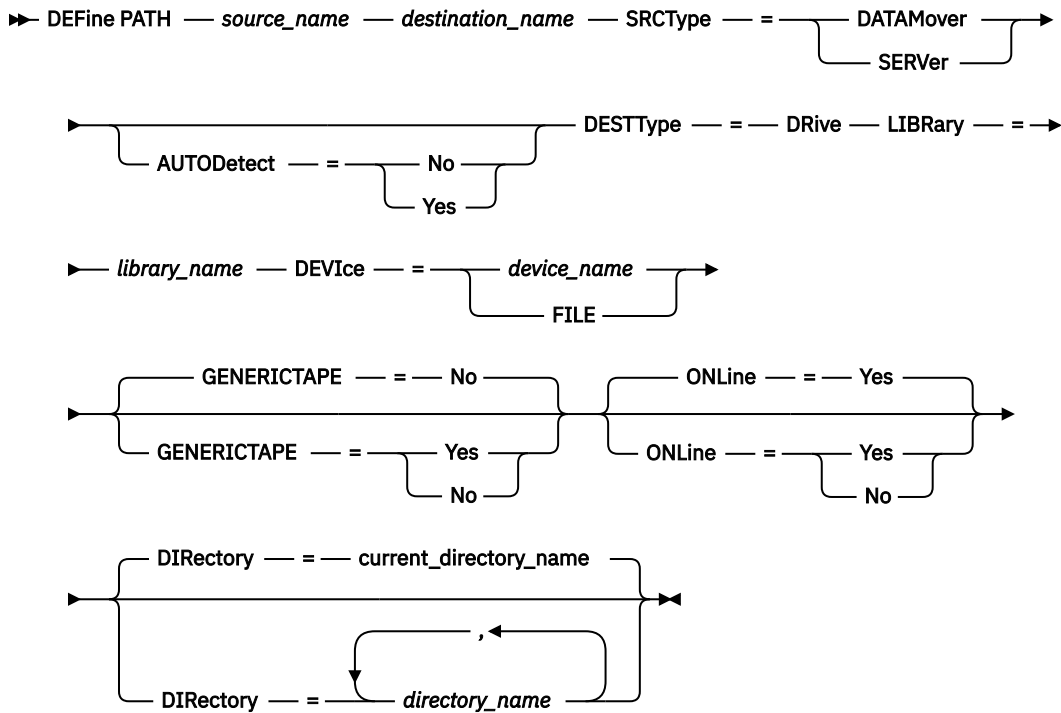 DEFine PATH source_name destination_name SRCType = DATAMover
SERVer
DESTType = DRive LIBRary =
AUTODetect = No
Yes
library_name DEVIce = device_name
FILE
GENERICTAPE = No ONLine = Yes
GENERICTAPE = Yes ONLine = Yes
No No
DIRectory = current_directory_name
,
DIRectory = directory_name